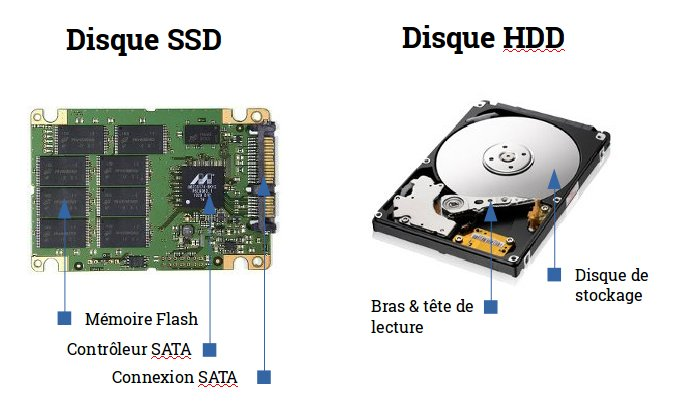 Disque SSD
Disque HDD
Mémoire Flash
Contrôleur SATA
Connexion SATA
Bras & tête de
lecture
Disque de
stockage